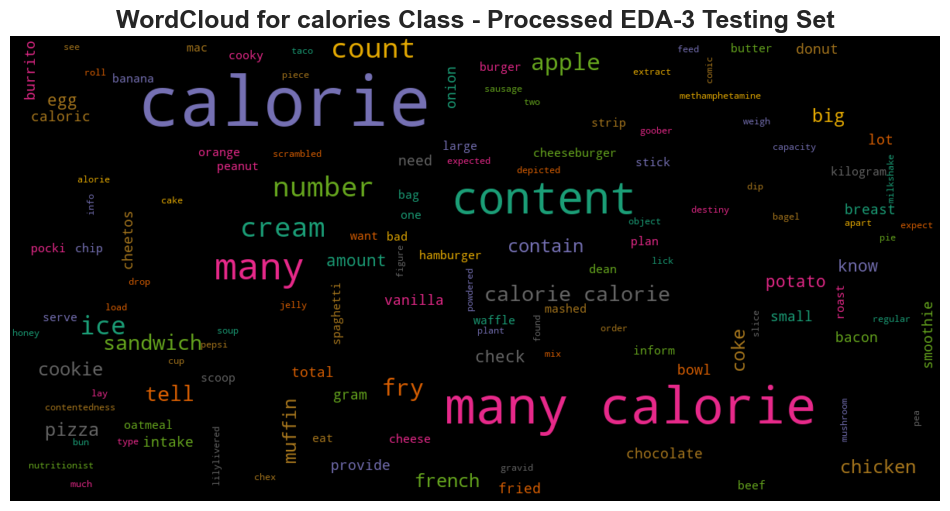 WordCloud for calories Class - Processed EDA-3 Testing Set
see
mac
count
taco
cooky
burrito
roll
banana
piece
calorie
egg
caloric
feed
butter
donut
burger
apple
onion
sausage
extract
comic
two
methamphetamine
big
strip
goober
weigh
lot
orange
scrambled
peanut
need
large
expected
cheeseburger
depicted
stick
capacity
kilogram
milkshake
alorie
info
cake
number
bag
one
content
dip
bagel
destiny
object
breast
apart
expect
pie
cheetos
cream
want
bad
figure
hamburger
contain
plan
pocki
chip
many
amount
dean
lick
know
drop
powdered
calorie calorie
potato
roast
load
jelly
spaghetti
vanilla
serve
honey
ice
soup
waffle
plant
found
mashed
order
slice
small
regular
smoothie
sandwich
pepsi
cup
check
mix
inform
coke
bacon
cookie
scoop
total
gram
fry
bowl
lay
contentedness
tell
muffin
many calorie
mushroom
pea
oatmeal
pizza
bun
type
intake
lilylivered
eat
cheese
nutritionist
much
chex
provide
french
gravid
fried
chocolate
beef
chicken